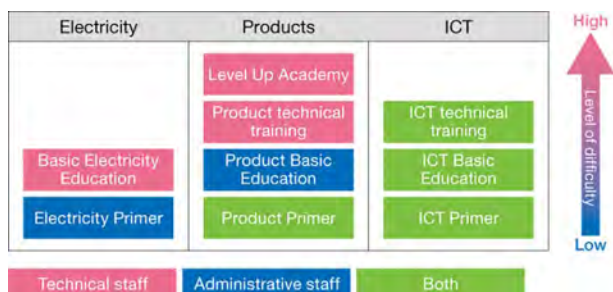 Electricity
Products
ICT
High
Level Up Academy
Product technical
training
ICT technical
training
Basic Electricity
Education
Product Basic
Education
ICT Basic
Education
Electricity Primer
Product Primer
ICT Primer
Level of difficulty
Low
Technical staff
Administrative staff
Both